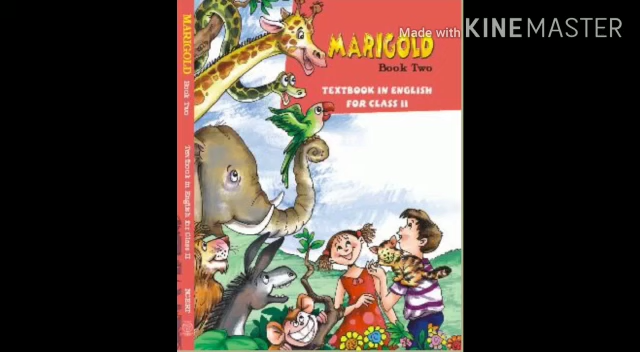 Made with KINEMASTER
MARIGOLD
Book Two
TEXTBOOK IN ENGLISH
FOR CLASS II
MARIGOLD Book Two Textbook in English for Class II NCERT